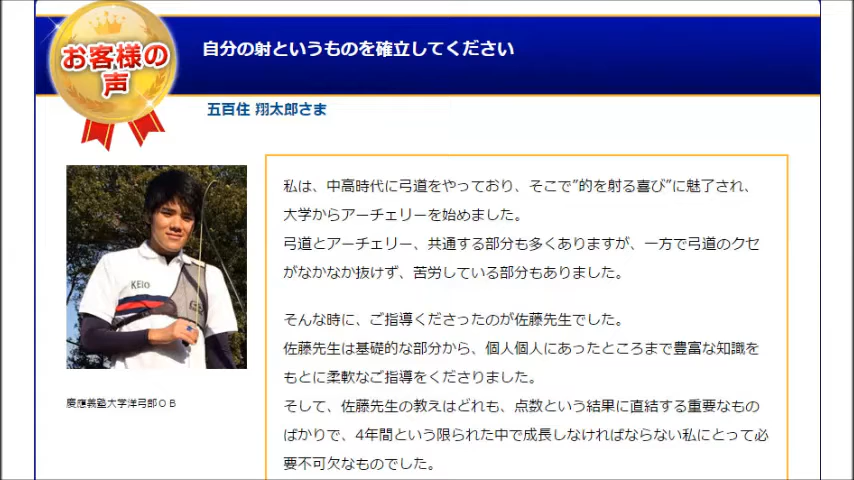 お客様の
声
自分の射というものを確立してください
五百住 翔太郎さま
私は、中高時代に弓道をやっており、そこで”的を射る喜び”に魅了され、
大学からアーチェリーを始めました。
弓道とアーチェリー、共通する部分も多くありますが、一方で弓道のクセ
がなかなか抜けず、苦労している部分もありました。
そんな時に、ご指導くださったのが佐藤先生でした。
佐藤先生は基礎的な部分から、個人個人にあったところまで豊富な知識を
もとに柔軟なご指導をくださりました。
そして、佐藤先生の教えはどれも、点数という結果に直結する重要なもの
ばかりで、4年間という限られた中で成長しなければならない私にとって必
要不可欠なものでした。
KEIO
慶應義塾大学洋弓部ＯＢ